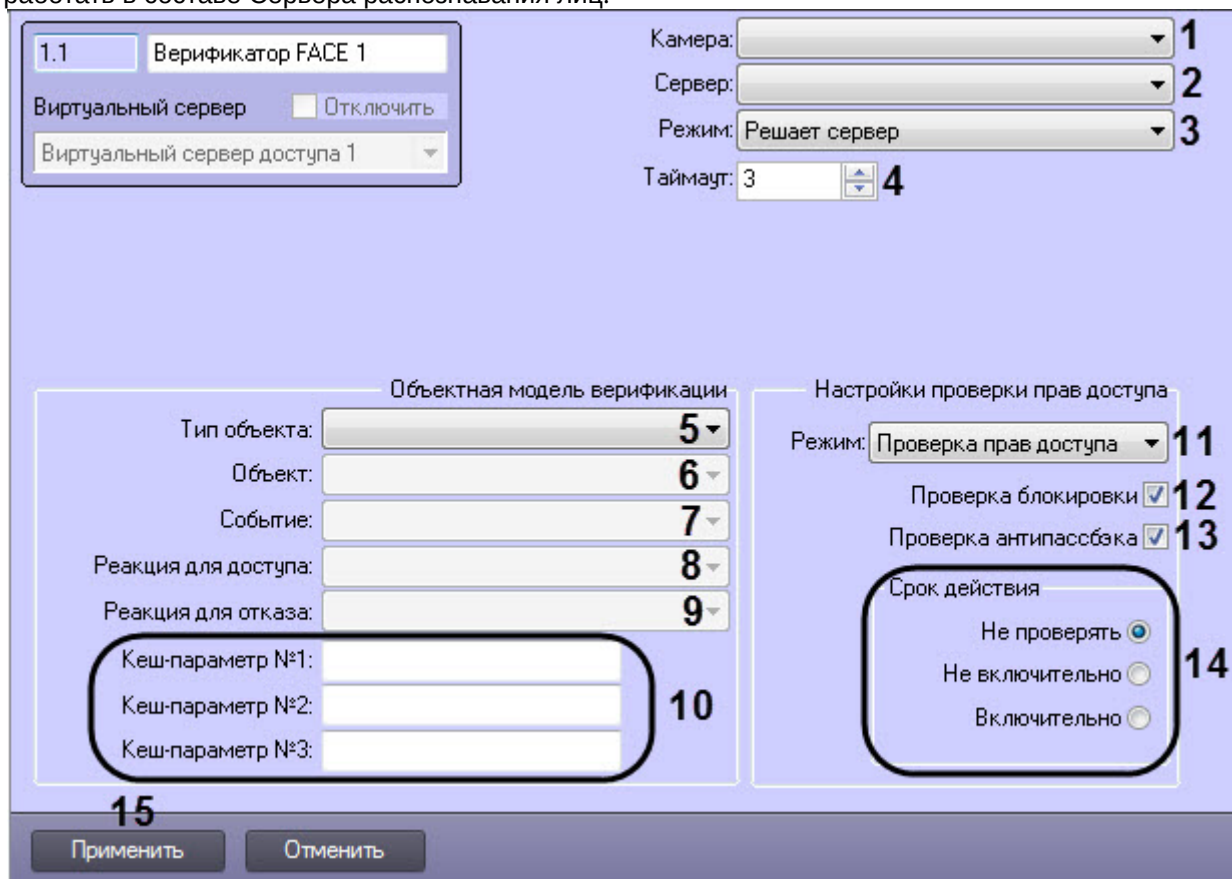 работать в составе Сервера распознавания лиц.
1.1 Верификатор FACE 1
Виртуальный сервер Отключить
Виртуальный сервер доступа 1
Камера: 1
Сервер: 2
Режим: Решает сервер 3
Таймаут: 3 4
Объектная модель верификации
Тип объекта: 5
Объект: 6
Событие: 7
Реакция для доступа: 8
Реакция для отказа: 9
Кеш-параметр №1:
Кеш-параметр №2: 10
Кеш-параметр №3:
Настройки проверки прав доступа
Режим: Проверка прав доступа 11
Проверка блокировки 12
Проверка антипассбэка 13
Срок действия
Не проверять
Не включительно 14
Включительно
15
Применить Отменить